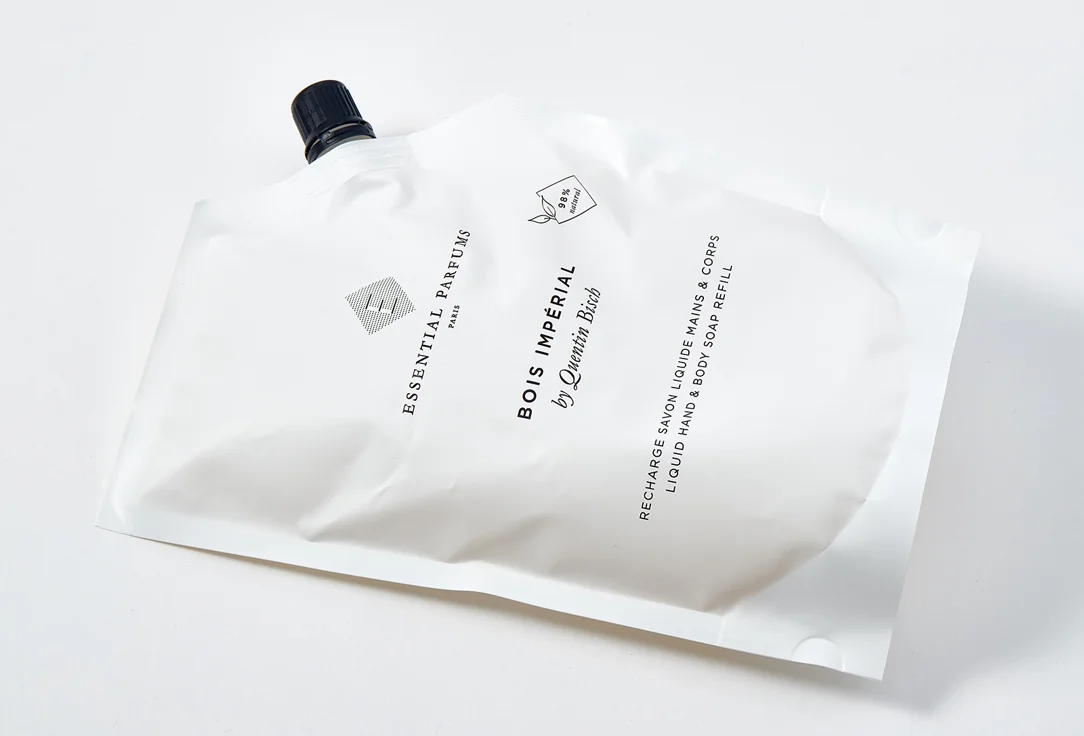 E
ESSENTIAL PARFUMS
PARIS
98%
natural
BOIS IMPÉRIAL
by Quentin Bisch
RECHARGE SAVON LIQUIDE MAINS & CORPS
LIQUID HAND & BODY SOAP REFILL